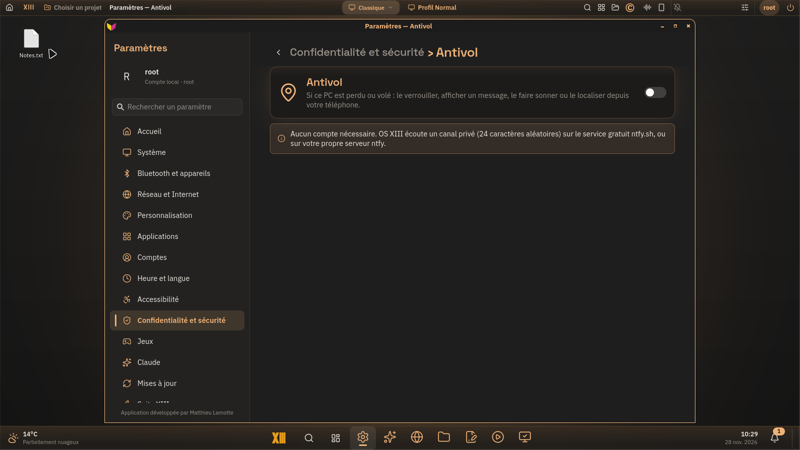 XIII
Choisir un projet
Paramètres — Antivol
Classique
Profil Normal
root
Notes.txt
Paramètres — Antivol
Paramètres
R
root
Compte local · root
Rechercher un paramètre
Accueil
Système
Bluetooth et appareils
Réseau et Internet
Personnalisation
Applications
Comptes
Heure et langue
Accessibilité
Confidentialité et sécurité
Jeux
Claude
Mises à jour
Application développée par Matthieu Lamotte
Confidentialité et sécurité > Antivol
Antivol
Si ce PC est perdu ou volé : le verrouiller, afficher un message, le faire sonner ou le localiser depuis
votre téléphone.
Aucun compte nécessaire. OS XIII écoute un canal privé (24 caractères aléatoires) sur le service gratuit ntfy.sh, ou
sur votre propre serveur ntfy.
14°C
Partiellement nuageux
XIII
10:29
28 nov. 2026
1